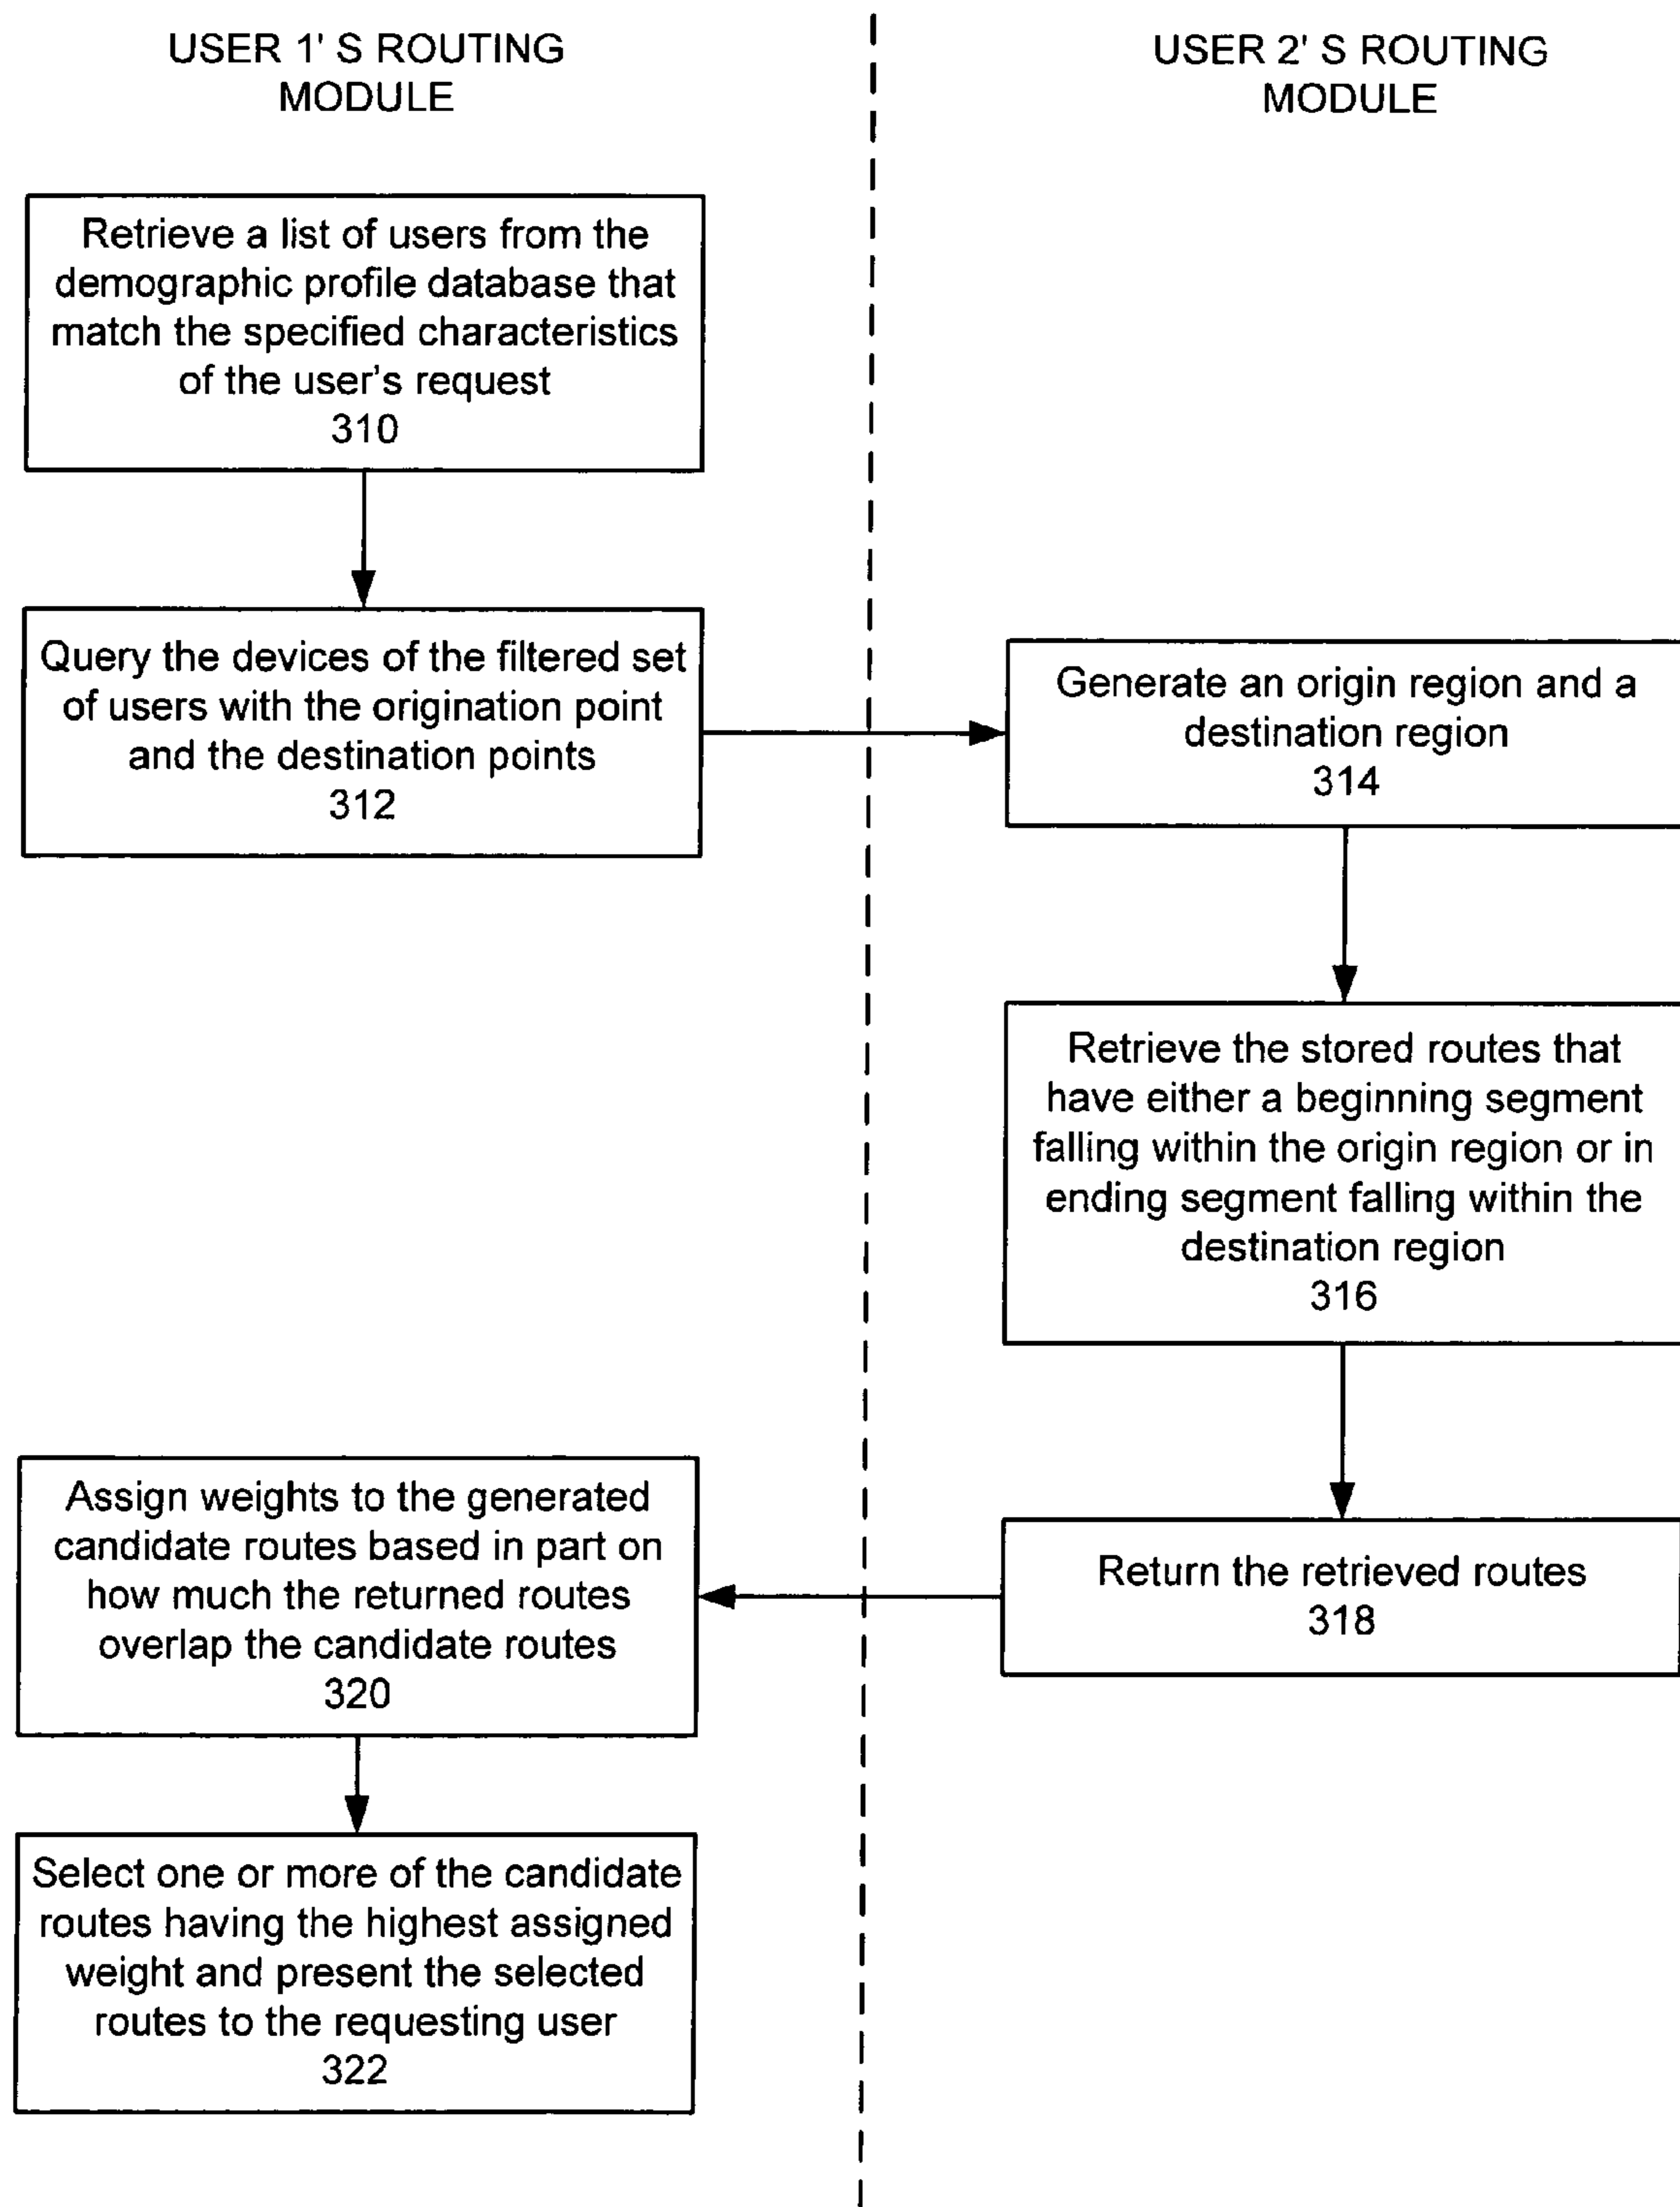 USER 1' S ROUTING
MODULE
USER 2' S ROUTING
MODULE
Retrieve a list of users from the
demographic profile database that
match the specified characteristics
of the user's request
310
Query the devices of the filtered set
of users with the origination point
and the destination points
312
Generate an origin region and a
destination region
314
Retrieve the stored routes that
have either a beginning segment
falling within the origin region or in
ending segment falling within the
destination region
316
Return the retrieved routes
318
Assign weights to the generated
candidate routes based in part on
how much the returned routes
overlap the candidate routes
320
Select one or more of the candidate
routes having the highest assigned
weight and present the selected
routes to the requesting user
322